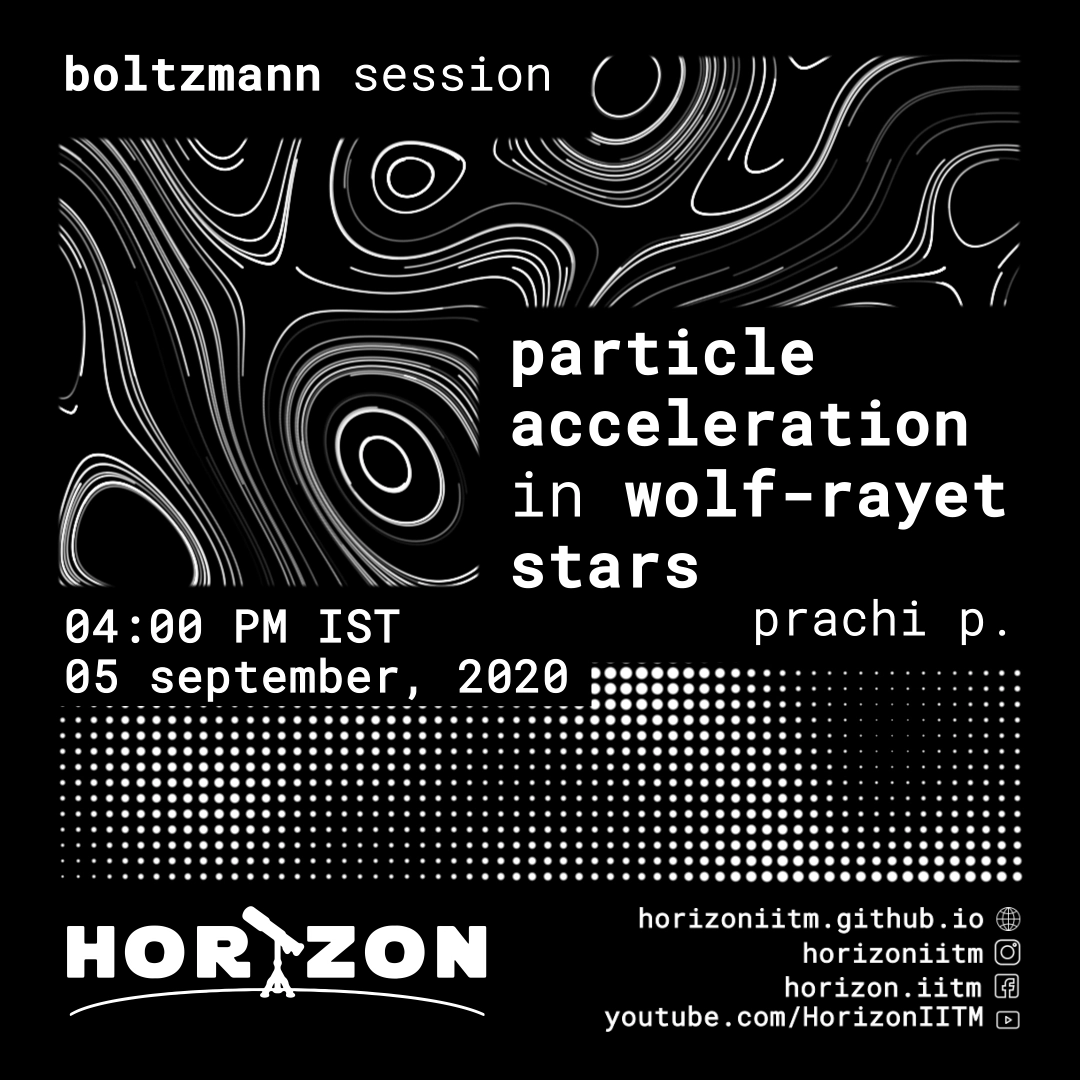 boltzmann session
particle
acceleration
in wolf-rayet
stars
prachi p.
04:00 PM IST
05 september, 2020
HORIZON
horizoniitm.github.io
horizoniitm
horizon.iitm
youtube.com/HorizonIITM